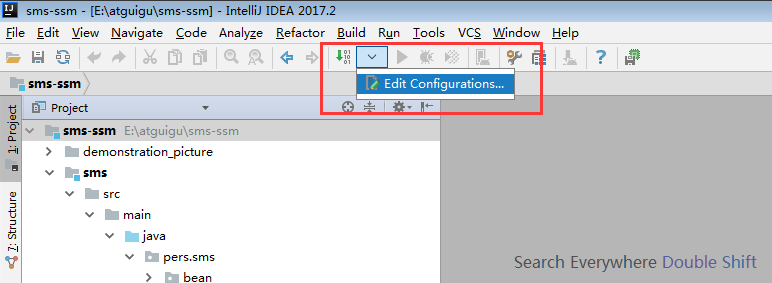 sms-ssm - [E:\atguigu\sms-ssm] - IntelliJ IDEA 2017.2
File Edit View Navigate Code Analyze Refactor Build Run Tools VCS Window Help
sms-ssm
Edit Configurations...
1: Project
Project
sms-ssm E:\atguigu\sms-ssm
demonstration_picture
sms
src
main
java
pers.sms
bean
7: Structure
Search Everywhere Double Shift